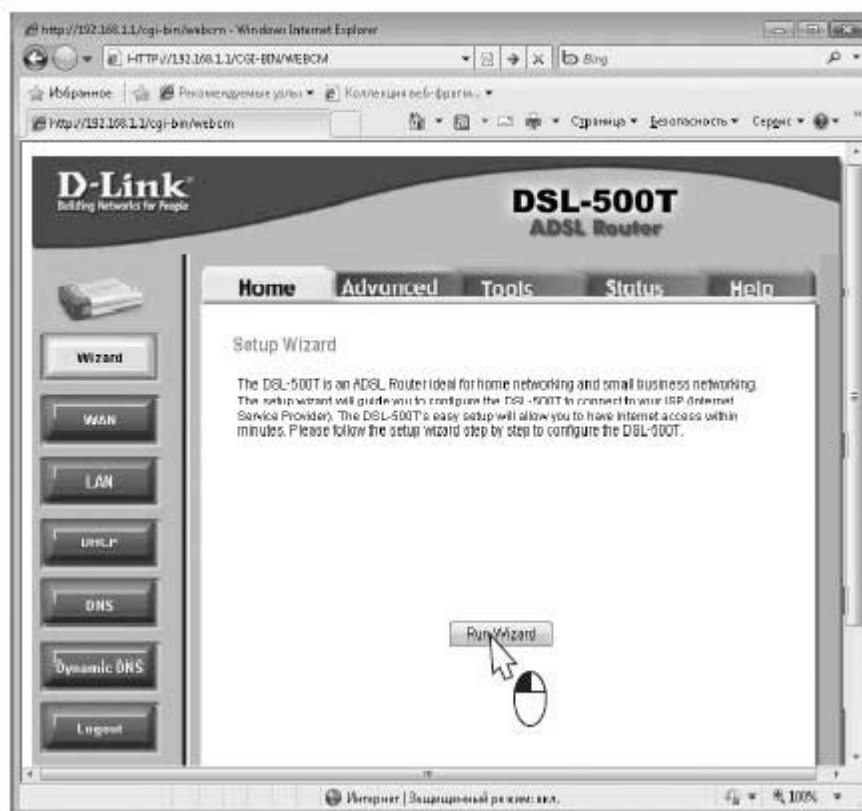 http://192.168.1.1/cgi-bin/webcm - Windows Internet Explorer
HTTP://192.168.1.1/CGI-BIN/WEBCM
Bing
Избранное
Рекомендуемые узлы
Коллекция веб-фрагм...
http://192.168.1.1/cgi-bin/webcm
Страница
Безопасность
Сервис
D-Link
Building Networks for People
DSL-500T
ADSL Router
Home
Advanced
Tools
Status
Help
Wizard
WAN
LAN
DHCP
DNS
Dynamic DNS
Logout
Setup Wizard
The DSL-500T is an ADSL Router ideal for home networking and small business networking.
The setup wizard will guide you to configure the DSL-500T to connect to your ISP (Internet
Service Provider). The DSL-500T's easy setup will allow you to have Internet access within
minutes. Please follow the setup wizard step by step to configure the DSL-500T.
Run Wizard
Интернет | Защищенный режим: вкл.
100%